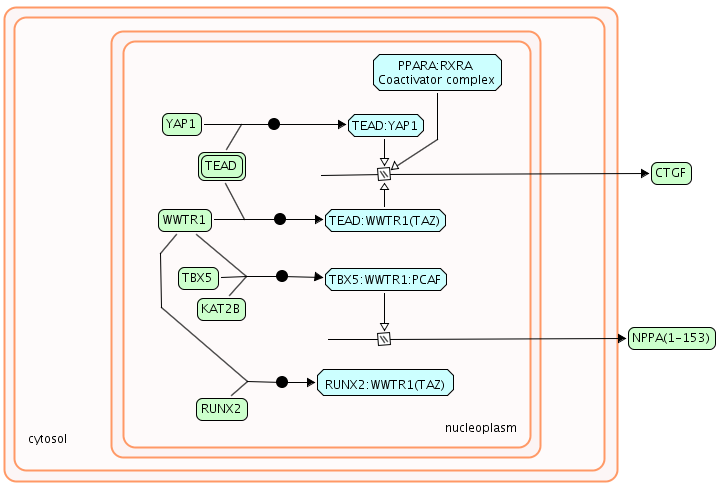 PPARA:RXRA
Coactivator complex
YAP1
TEAD:YAP1
TEAD
CTGF
WWTR1
TEAD:WWTR1(TAZ)
TBX5
TBX5:WWTR1:PCAF
KAT2B
NPPA(1-153)
RUNX2:WWTR1(TAZ)
RUNX2
nucleoplasm
cytosol